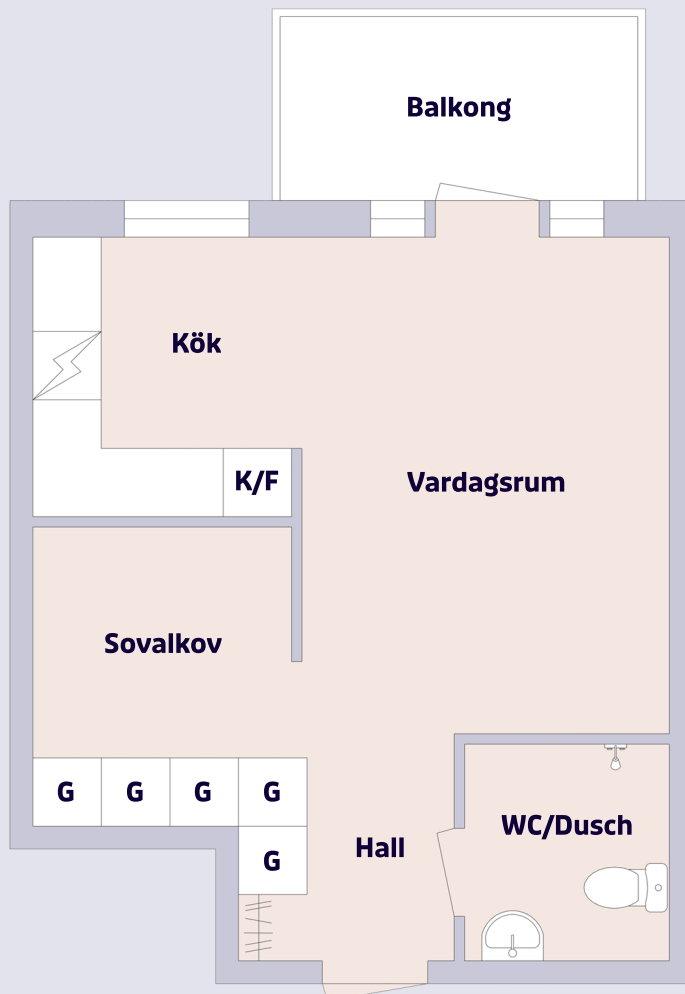 Balkong
Kök
K/F
Vardagsrum
Sovalkov
G
G
G
G
G
Hall
WC/Dusch